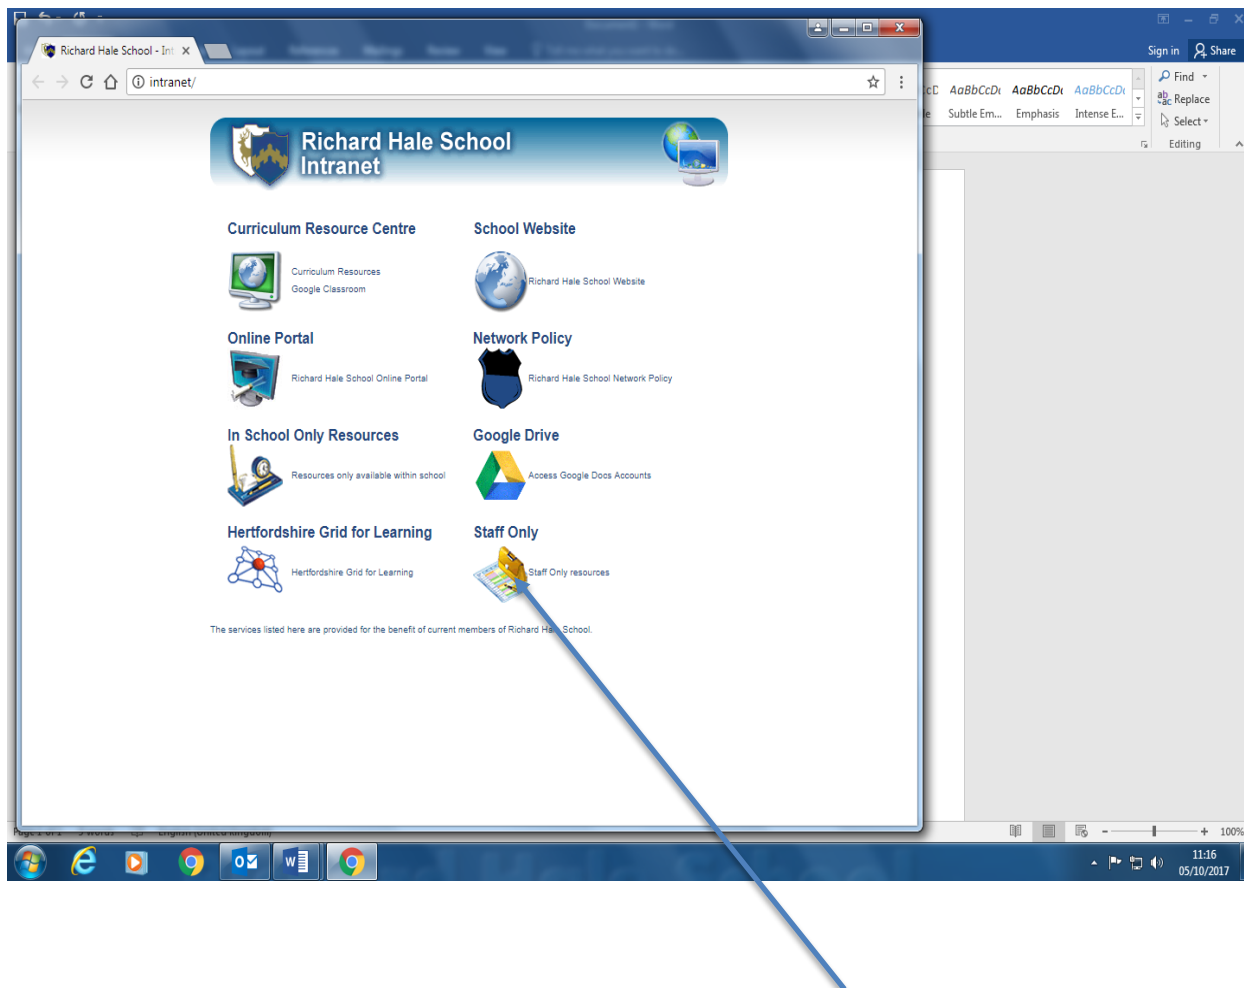 Richard Hale School - Int
Sign in Share
intranet/
Find
Replace
Select
Editing
AaBbCcDc AaBbCcDc AaBbCcDc
Subtle Em... Emphasis Intense E...
Richard Hale School
Intranet
Curriculum Resource Centre
Curriculum Resources
Google Classroom
School Website
Richard Hale School Website
Online Portal
Richard Hale School Online Portal
Network Policy
Richard Hale School Network Policy
In School Only Resources
Resources only available within school
Google Drive
Access Google Docs Accounts
Hertfordshire Grid for Learning
Hertfordshire Grid for Learning
Staff Only
Staff Only resources
The services listed here are provided for the benefit of current members of Richard Hale School.
100%
11:16
05/10/2017